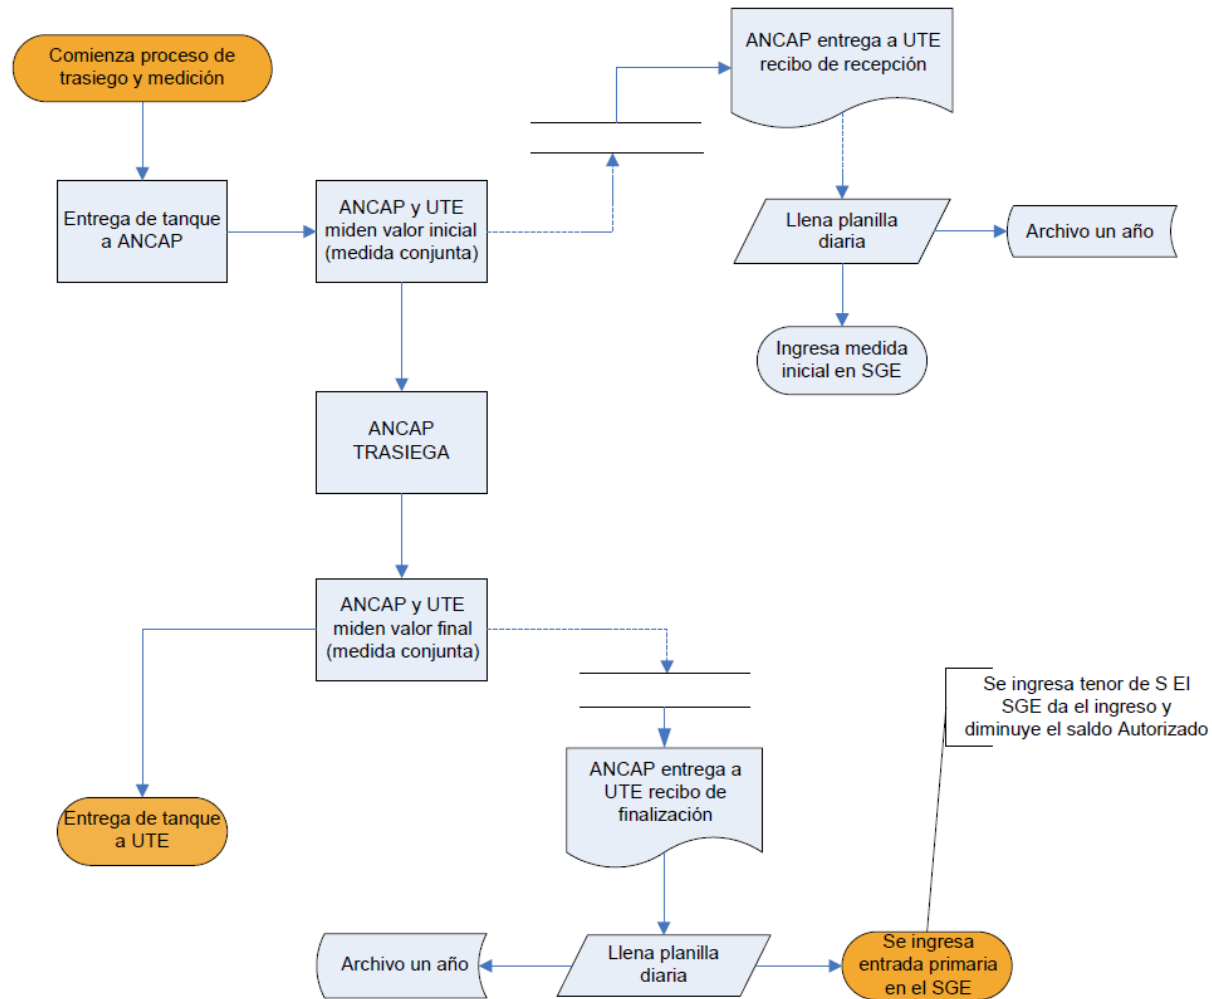 Comienza proceso de
trasiego y medición
ANCAP entrega a UTE
recibo de recepción
Entrega de tanque
a ANCAP
ANCAP y UTE
miden valor inicial
(medida conjunta)
Llena planilla
diaria
Archivo un año
Ingresa medida
inicial en SGE
ANCAP
TRASIEGA
ANCAP y UTE
miden valor final
(medida conjunta)
Se ingresa tenor de S El
SGE da el ingreso y
diminuye el saldo Autorizado
ANCAP entrega a
UTE recibo de
finalización
Entrega de tanque
a UTE
Archivo un año
Llena planilla
diaria
Se ingresa
entrada primaria
en el SGE